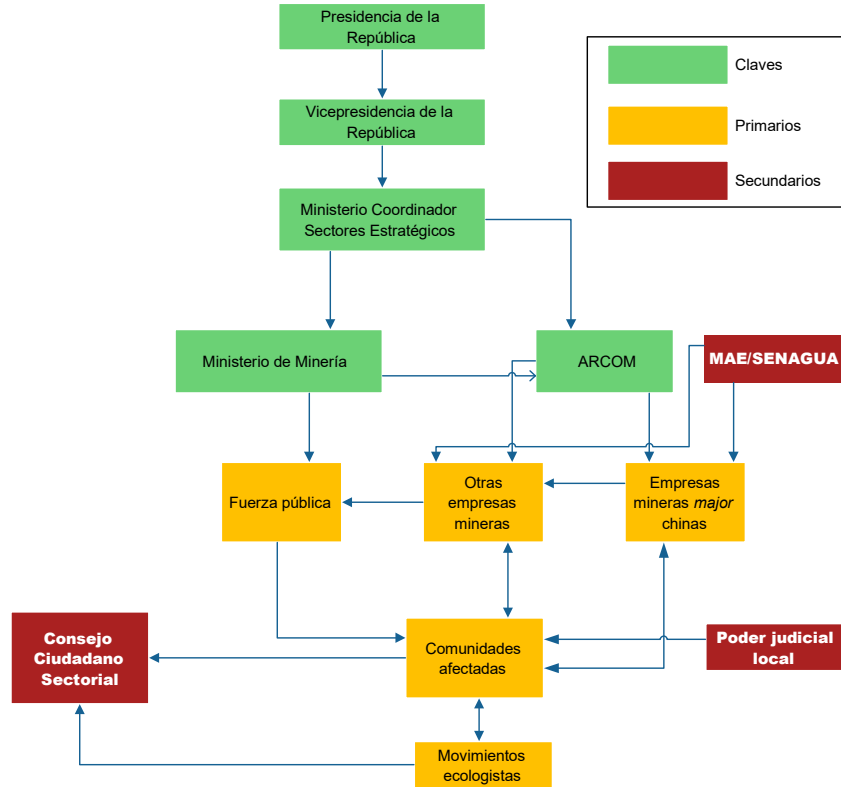 Presidencia de la
República
Vicepresidencia de la
República
Ministerio Coordinador
Sectores Estratégicos
Claves
Primarios
Secundarios
Ministerio de Minería
ARCOM
MAE/SENAGUA
Fuerza pública
Otras
empresas
mineras
Empresas
mineras major
chinas
Consejo
Ciudadano
Sectorial
Comunidades
afectadas
Poder judicial
local
Movimientos
ecologistas